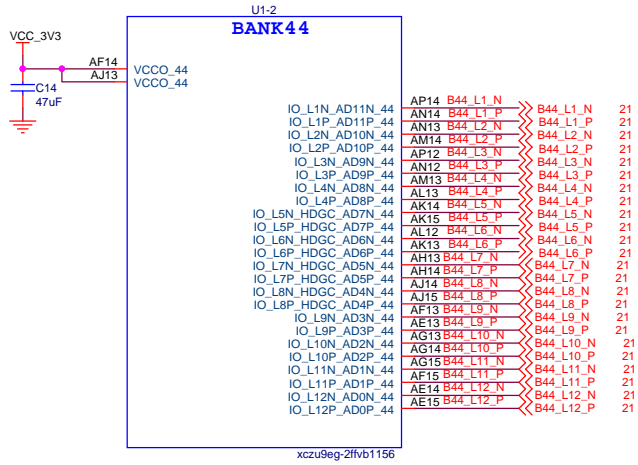 U1-2
BANK44
VCC_3V3
AF14 VCCO_44
AJ13 VCCO_44
C14
47uF
IO_L1N_AD11N_44 AP14 B44_L1_N B44_L1_N 21
IO_L1P_AD11P_44 AN14 B44_L1_P B44_L1_P 21
IO_L2N_AD10N_44 AN13 B44_L2_N B44_L2_N 21
IO_L2P_AD10P_44 AM14 B44_L2_P B44_L2_P 21
IO_L3N_AD9N_44 AP12 B44_L3_N B44_L3_N 21
IO_L3P_AD9P_44 AN12 B44_L3_P B44_L3_P 21
IO_L4N_AD8N_44 AM13 B44_L4_N B44_L4_N 21
IO_L4P_AD8P_44 AL13 B44_L4_P B44_L4_P 21
IO_L5N_HDGC_AD7N_44 AK14 B44_L5_N B44_L5_N 21
IO_L5P_HDGC_AD7P_44 AK15 B44_L5_P B44_L5_P 21
IO_L6N_HDGC_AD6N_44 AL12 B44_L6_N B44_L6_N 21
IO_L6P_HDGC_AD6P_44 AK13 B44_L6_P B44_L6_P 21
IO_L7N_HDGC_AD5N_44 AH13 B44_L7_N B44_L7_N 21
IO_L7P_HDGC_AD5P_44 AH14 B44_L7_P B44_L7_P 21
IO_L8N_HDGC_AD4N_44 AJ14 B44_L8_N B44_L8_N 21
IO_L8P_HDGC_AD4P_44 AJ15 B44_L8_P B44_L8_P 21
IO_L9N_AD3N_44 AF13 B44_L9_N B44_L9_N 21
IO_L9P_AD3P_44 AE13 B44_L9_P B44_L9_P 21
IO_L10N_AD2N_44 AG13 B44_L10_N B44_L10_N 21
IO_L10P_AD2P_44 AG14 B44_L10_P B44_L10_P 21
IO_L11N_AD1N_44 AG15 B44_L11_N B44_L11_N 21
IO_L11P_AD1P_44 AF15 B44_L11_P B44_L11_P 21
IO_L12N_AD0N_44 AE14 B44_L12_N B44_L12_N 21
IO_L12P_AD0P_44 AE15 B44_L12_P B44_L12_P 21
xczu9eg-2ffvb1156